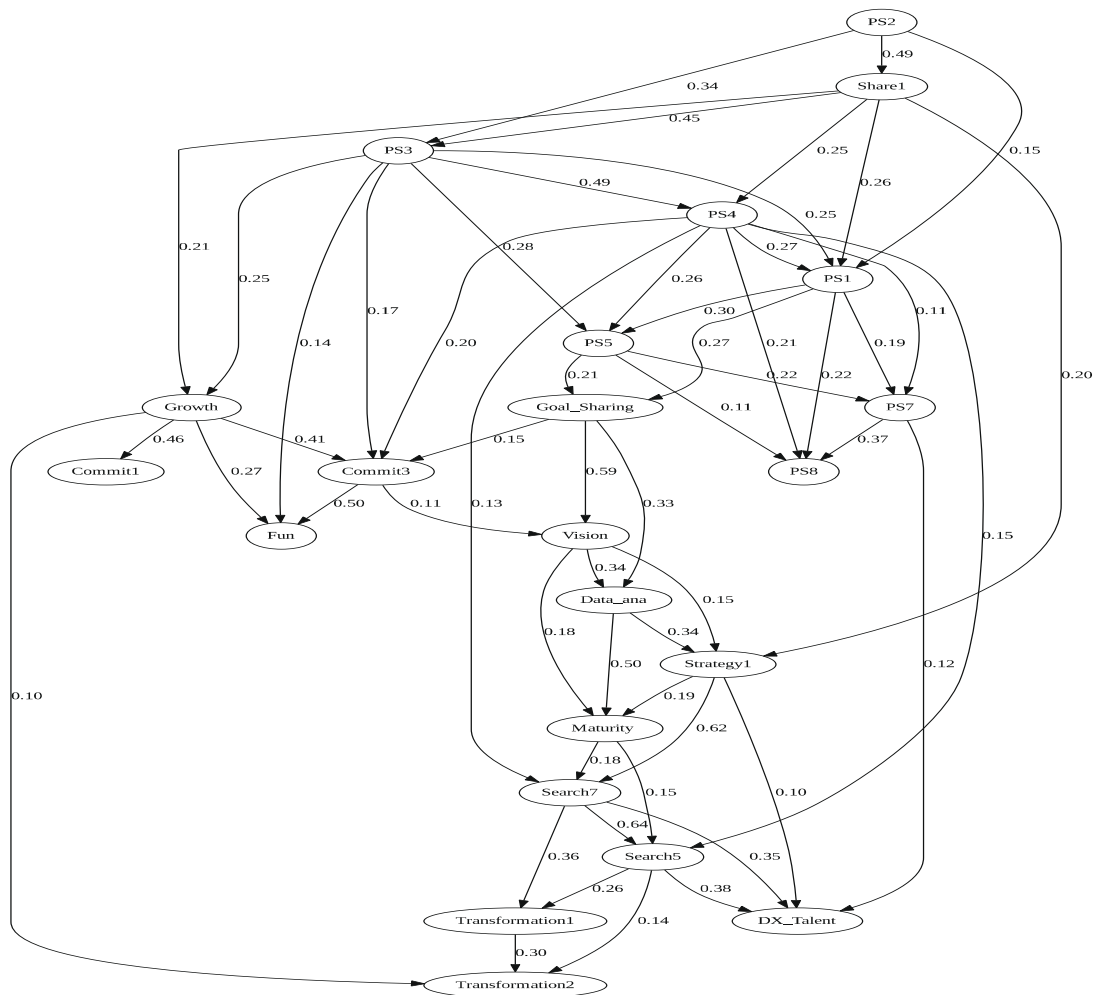 PS2
0.49
0.34
Share1
0.45
PS3
0.25
0.15
0.49
0.26
0.25
PS4
0.21
0.25
0.28
0.27
0.26
PS1
0.17
0.14
0.20
0.30
0.11
PS5
0.27
0.21
0.19
0.21
0.22
0.22
0.20
Growth
Goal_Sharing
0.11
PS7
0.46
0.41
0.15
0.37
Commit1
Commit3
0.27
0.59
PS8
0.50
0.11
0.13
0.33
Fun
Vision
0.15
0.34
Data_ana
0.15
0.18
0.34
0.50
Strategy1
0.12
0.10
0.19
Maturity
0.62
0.18
Search7
0.15
0.10
0.64
0.36
Search5
0.35
0.26
0.38
Transformation1
0.14
DX_Talent
0.30
Transformation2